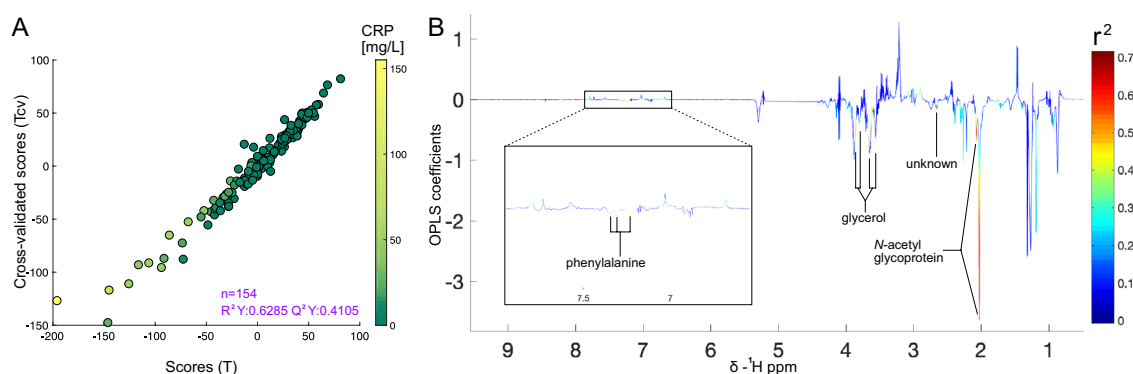 A
CRP
[mg/L]
100
50
0
-50
-100
-150
-200
-150
-100
-50
0
50
100
Cross-validated scores (Tcv)
Scores (T)
n=154
R²Y:0.6285 Q²Y:0.4105
150
100
50
0
B
1
0
-1
-2
-3
OPLS coefficients
9
8
7
6
5
4
3
2
1
δ -¹H ppm
phenylalanine
7.5
7
glycerol
unknown
N-acetyl
glycoprotein
r²
0.7
0.6
0.5
0.4
0.3
0.2
0.1
0